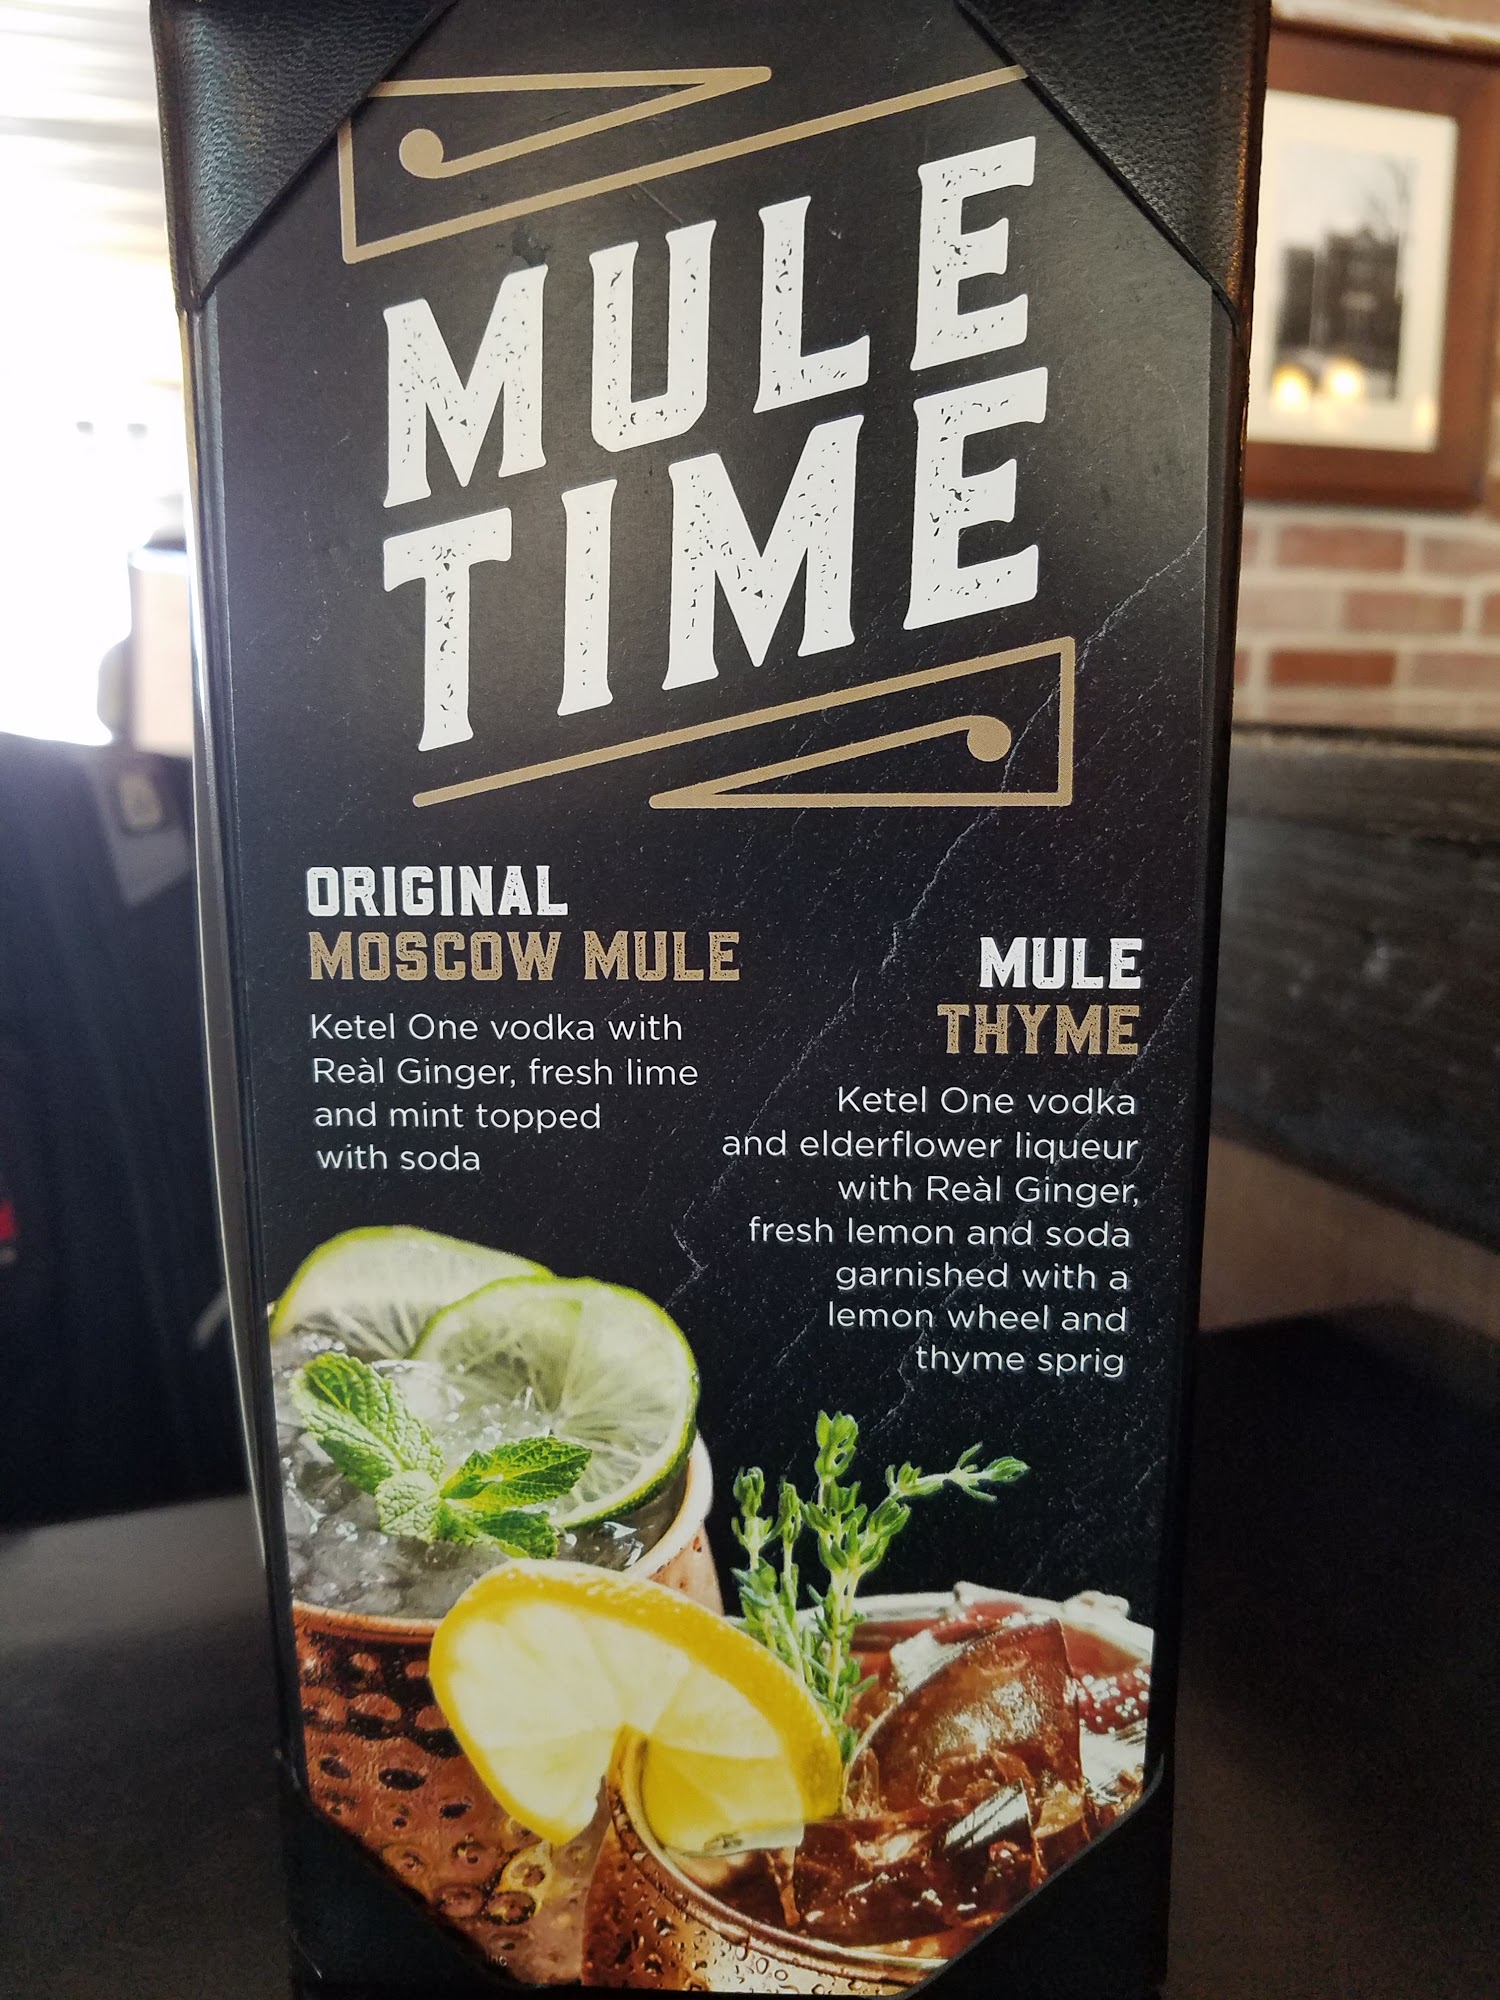 MULE
TIME
ORIGINAL
MOSCOW MULE
Ketel One vodka with
Reàl Ginger, fresh lime
and mint topped
with soda
MULE
THYME
Ketel One vodka
and elderflower liqueur
with Reàl Ginger,
fresh lemon and soda
garnished with a
lemon wheel and
thyme sprig